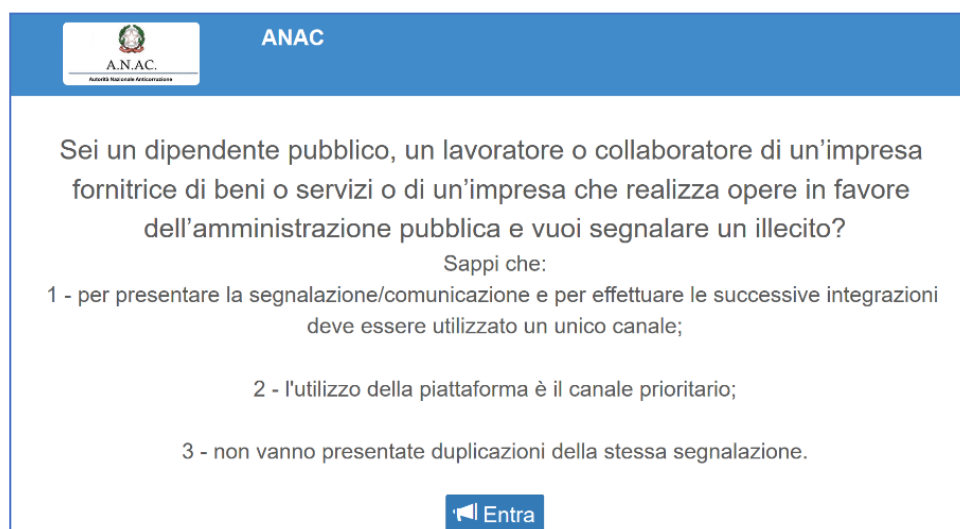 A.N.AC.
Autorità Nazionale Anticorruzione
ANAC
Sei un dipendente pubblico, un lavoratore o collaboratore di un’impresa
fornitrice di beni o servizi o di un’impresa che realizza opere in favore
dell’amministrazione pubblica e vuoi segnalare un illecito?
Sappi che:
1 - per presentare la segnalazione/comunicazione e per effettuare le successive integrazioni
deve essere utilizzato un unico canale;
2 - l'utilizzo della piattaforma è il canale prioritario;
3 - non vanno presentate duplicazioni della stessa segnalazione.
Entra